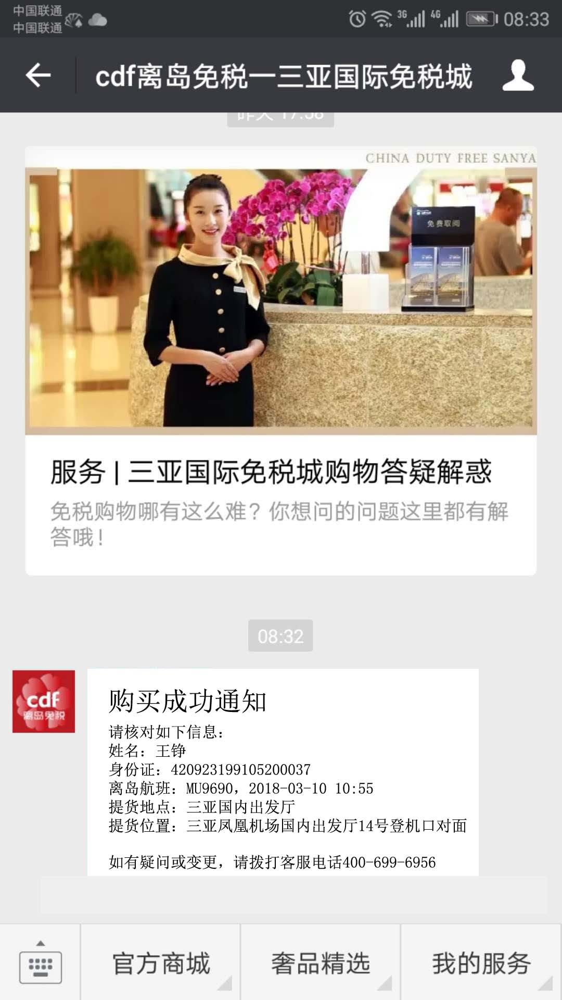 中国联通
中国联通
3G
4G
08:33
cdf离岛免税一三亚国际免税城
昨天 17:58
CHINA DUTY FREE SANYA
免费取阅
服务 | 三亚国际免税城购物答疑解惑
免税购物哪有这么难？你想问的问题这里都有解
答哦！
08:32
cdf
离岛免税
购买成功通知
请核对如下信息：
姓名：王铮
身份证：420923199105200037
离岛航班：MU9690，2018-03-10 10:55
提货地点：三亚国内出发厅
提货位置：三亚凤凰机场国内出发厅14号登机口对面
如有疑问或变更，请拨打客服电话400-699-6956
官方商城
奢品精选
我的服务